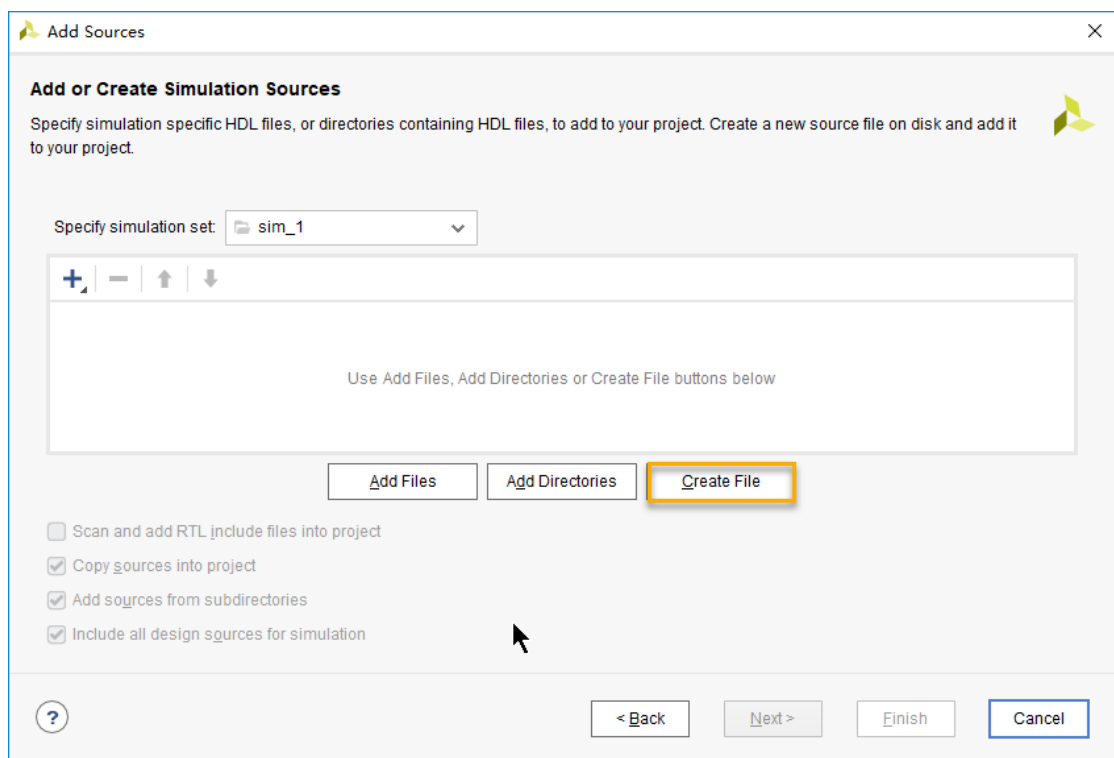 Add Sources
Add or Create Simulation Sources
Specify simulation specific HDL files, or directories containing HDL files, to add to your project. Create a new source file on disk and add it
to your project.
Specify simulation set: sim_1
Use Add Files, Add Directories or Create File buttons below
Add Files Add Directories Create File
Scan and add RTL include files into project
Copy sources into project
Add sources from subdirectories
Include all design sources for simulation
? < Back Next > Finish Cancel